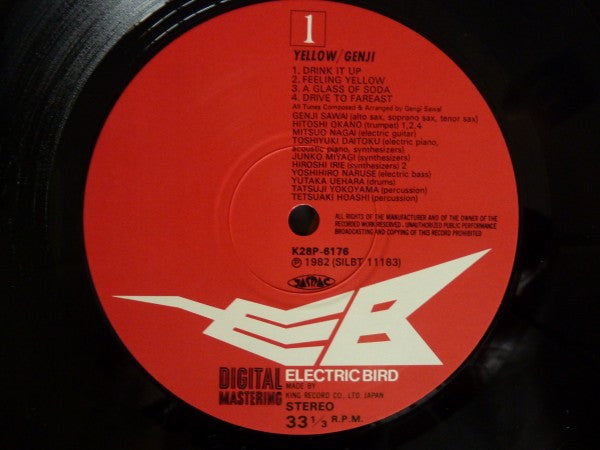 1
YELLOW/GENJI
1. DRINK IT UP
2. FEELING YELLOW
3. A GLASS OF SODA
4. DRIVE TO FAREAST
All Tunes Composed & Arranged by Gengi Sawai
GENJI SAWAI (alto sax, soprano sax, tenor sax)
HITOSHI OKANO (trumpet) 1,2,4
MITSUO NAGAI (electric guitar)
TOSHIYUKI DAITOKU (electric piano,
acoustic piano, synthesizers)
JUNKO MIYAGI (synthesizers)
HIROSHI IRIE (synthesizers) 2
YOSHIHIRO NARUSE (electric bass)
YUTAKA UEHARA (drums)
TATSUJI YOKOYAMA (percussion)
TETSUAKI HOASHI (percussion)
ALL RIGHTS OF THE MANUFACTURER AND OF THE OWNER OF THE
RECORDED WORK RESERVED - UNAUTHORIZED PUBLIC PERFORMANCE
BROADCASTING AND COPYING OF THIS RECORD PROHIBITED
K28P-6176
℗ 1982 (SILBT 11183)
JASRAC
EB
DIGITAL
MASTERING
ELECTRIC BIRD
MADE BY
KING RECORD CO., LTD. JAPAN
STEREO
33 1/3 R.P.M.